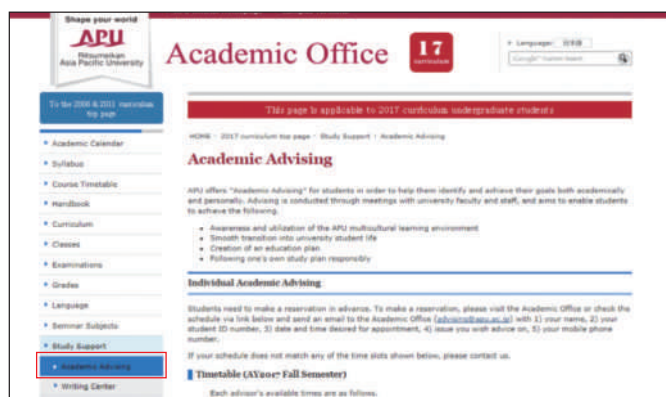 Shape your world
APU
Ritsumeikan
Asia Pacific University
Academic Office
17
curriculum
Language: 日本語
Google™ Custom Search
To the 2006 & 2011 curriculum
top page
This page is applicable to 2017 curriculum undergraduate students
HOME > 2017 curriculum top page > Study Support > Academic Advising
Academic Calendar
Syllabus
Course Timetable
Handbook
Curriculum
Classes
Examinations
Grades
Language
Seminar Subjects
Study Support
Academic Advising
Writing Center
Academic Advising
APU offers "Academic Advising" for students in order to help them identify and achieve their goals both academically
and personally. Advising is conducted through meetings with university faculty and staff, and aims to enable students
to achieve the following.
Awareness and utilization of the APU multicultural learning environment
Smooth transition into university student life
Creation of an education plan
Following one's own study plan responsibly
Individual Academic Advising
Students need to make a reservation in advance. To make a reservation, please visit the Academic Office or check the
schedule via link below and send an email to the Academic Office (advising@apu.ac.jp) with 1) your name, 2) your
student ID number, 3) date and time desired for appointment, 4) issue you wish advice on, 5) your mobile phone
number.
If your schedule does not match any of the time slots shown below, please contact us.
Timetable (AY2017 Fall Semester)
Each advisor's available times are as follows.